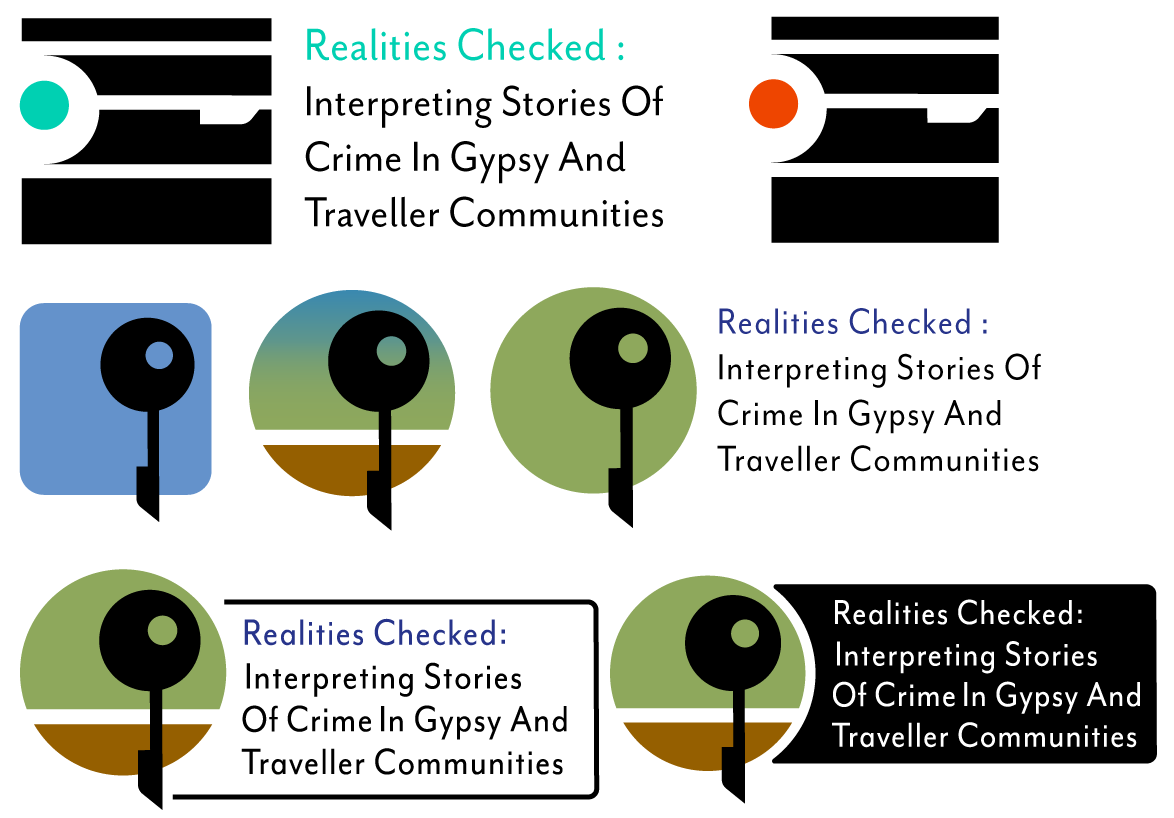 Realities Checked :
Interpreting Stories Of
Crime In Gypsy And
Traveller Communities
Realities Checked :
Interpreting Stories Of
Crime In Gypsy And
Traveller Communities
Realities Checked:
Interpreting Stories
Of Crime In Gypsy And
Traveller Communities
Realities Checked:
Interpreting Stories
Of Crime In Gypsy And
Traveller Communities